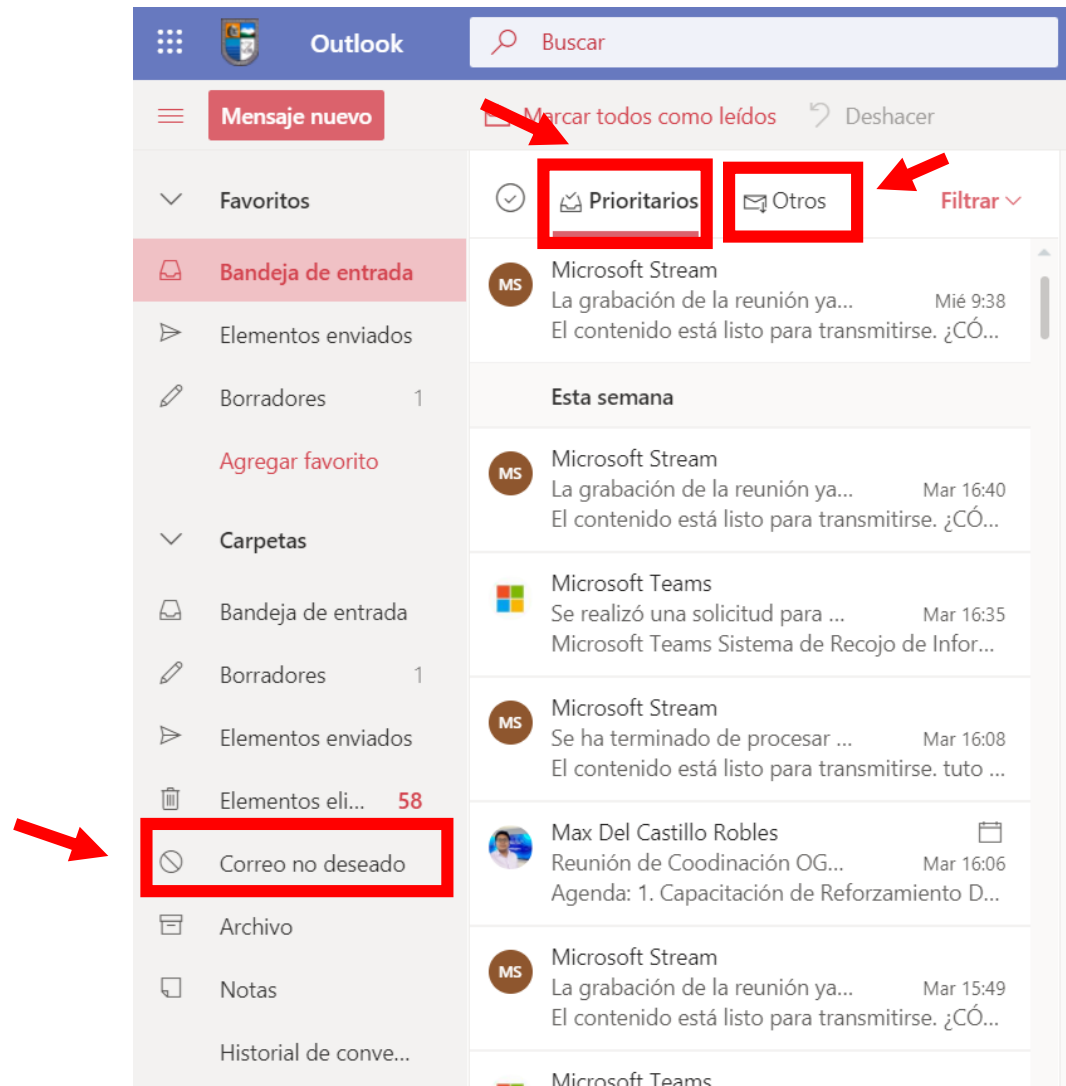 Outlook
Buscar
Mensaje nuevo
Marcar todos como leídos
Deshacer
Favoritos
Bandeja de entrada
Elementos enviados
Borradores 1
Agregar favorito
Carpetas
Bandeja de entrada
Borradores 1
Elementos enviados
Elementos eli... 58
Correo no deseado
Archivo
Notas
Historial de conve...
Prioritarios
Otros
Filtrar
MS
Microsoft Stream
La grabación de la reunión ya... Mié 9:38
El contenido está listo para transmitirse. ¿CÓ...
Esta semana
MS
Microsoft Stream
La grabación de la reunión ya... Mar 16:40
El contenido está listo para transmitirse. ¿CÓ...
Microsoft Teams
Se realizó una solicitud para ... Mar 16:35
Microsoft Teams Sistema de Recojo de Infor...
MS
Microsoft Stream
Se ha terminado de procesar ... Mar 16:08
El contenido está listo para transmitirse. tuto ...
Max Del Castillo Robles
Reunión de Coodinación OG... Mar 16:06
Agenda: 1. Capacitación de Reforzamiento D...
MS
Microsoft Stream
La grabación de la reunión ya... Mar 15:49
El contenido está listo para transmitirse. ¿CÓ...
Microsoft Teams